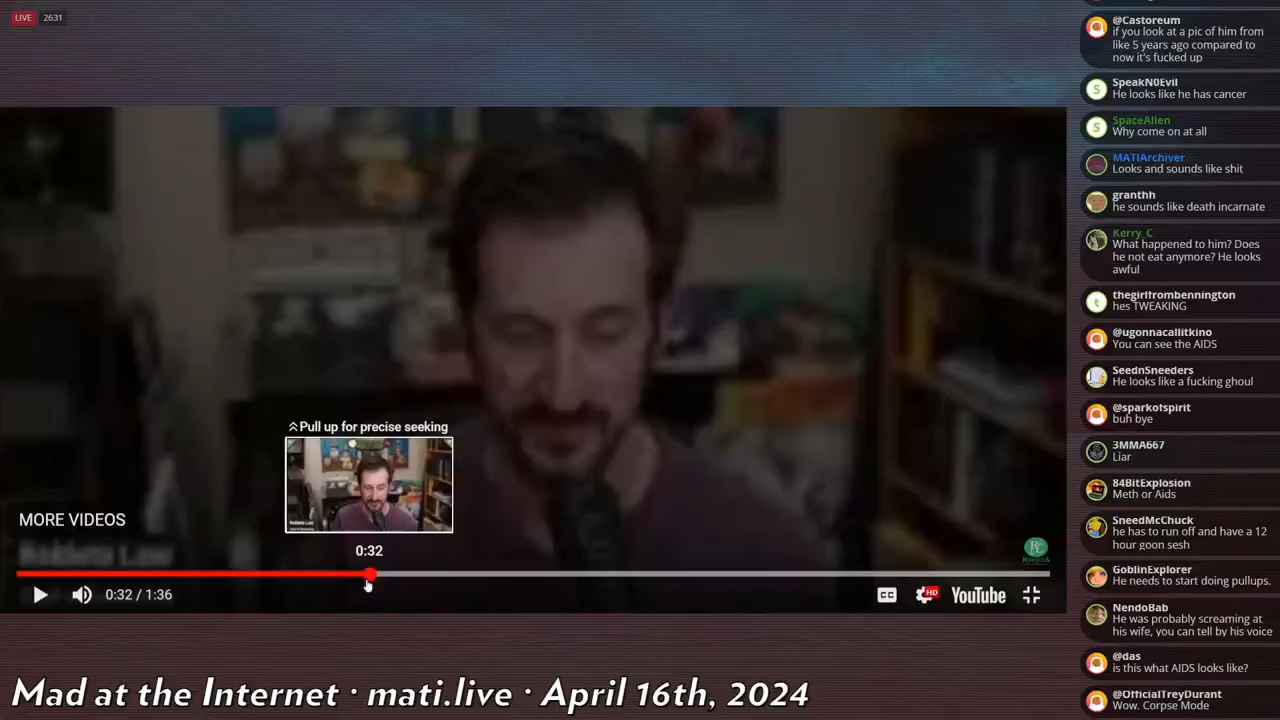 LIVE 2631
@Castoreum
if you look at a pic of him from
like 5 years ago compared to
now it's fucked up
SpeakN0Evil
He looks like he has cancer
SpaceAlien
Why come on at all
MATIArchiver
Looks and sounds like shit
granthh
he sounds like death incarnate
Kerry_C
What happened to him? Does
he not eat anymore? He looks
awful
thegirlfrombennington
hes TWEAKING
@ugonnacallitkino
You can see the AIDS
SeednSneeders
He looks like a fucking ghoul
@sparkofspirit
buh bye
3MMA667
Liar
84BitExplosion
Meth or Aids
SneedMcChuck
he has to run off and have a 12
hour goon sesh
GoblinExplorer
He needs to start doing pullups.
NendoBab
He was probably screaming at
his wife, you can tell by his voice
@das
is this what AIDS looks like?
@OfficialTreyDurant
Wow. Corpse Mode
Pull up for precise seeking
MORE VIDEOS
0:32
0:32 / 1:36
CC
HD
YouTube
Mad at the Internet · mati.live · April 16th, 2024